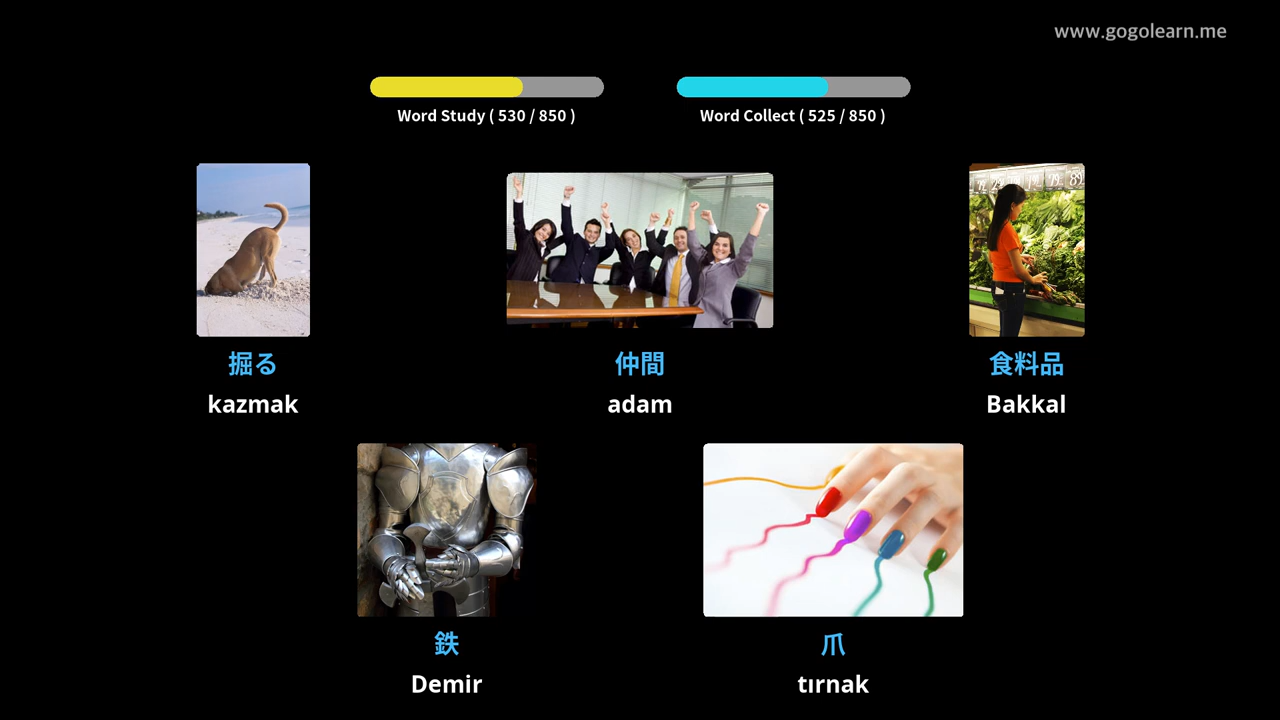 www.gogolearn.me
Word Study ( 530 / 850 )
Word Collect ( 525 / 850 )
掘る
kazmak
仲間
adam
食料品
Bakkal
鉄
Demir
爪
tırnak